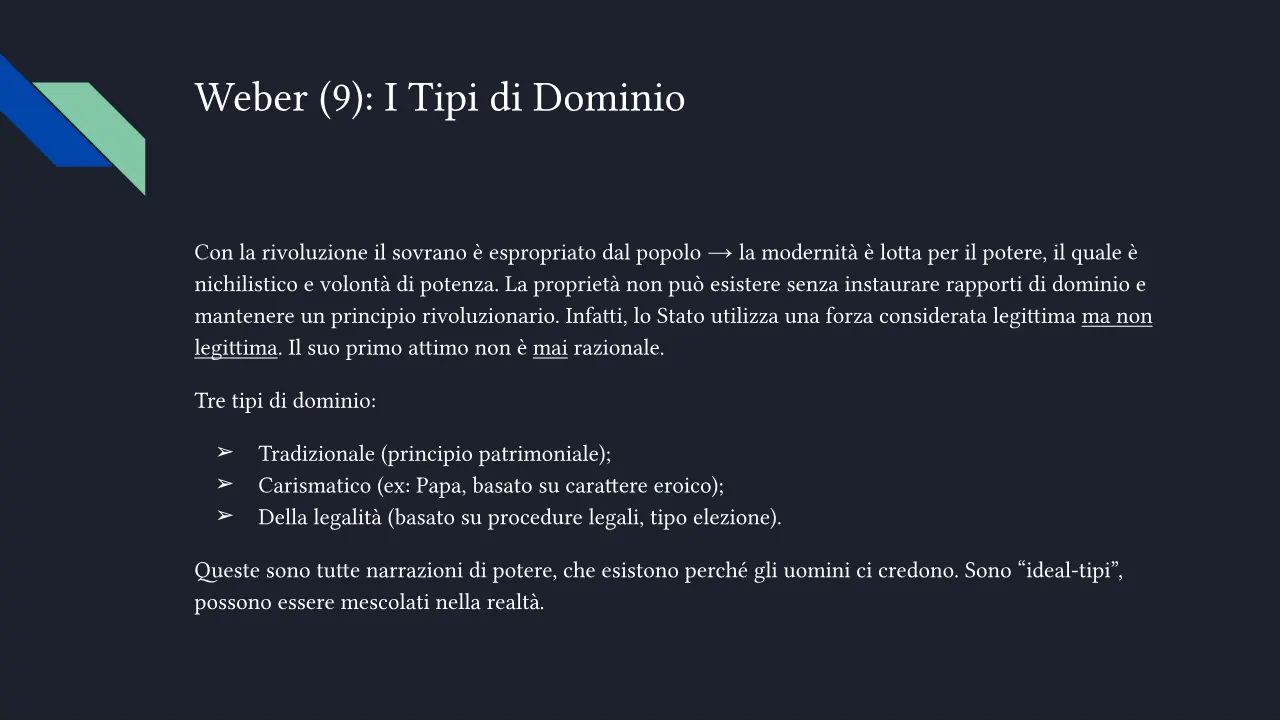 Weber (9): I Tipi di Dominio
Con la rivoluzione il sovrano è espropriato dal popolo → la modernità è lotta per il potere, il quale è
nichilistico e volontà di potenza. La proprietà non può esistere senza instaurare rapporti di dominio e
mantenere un principio rivoluzionario. Infatti, lo Stato utilizza una forza considerata legittima ma non
legittima. Il suo primo attimo non è mai razionale.
Tre tipi di dominio:
➢ Tradizionale (principio patrimoniale);
➢ Carismatico (ex: Papa, basato su carattere eroico);
➢ Della legalità (basato su procedure legali, tipo elezione).
Queste sono tutte narrazioni di potere, che esistono perché gli uomini ci credono. Sono “ideal-tipi”,
possono essere mescolati nella realtà.